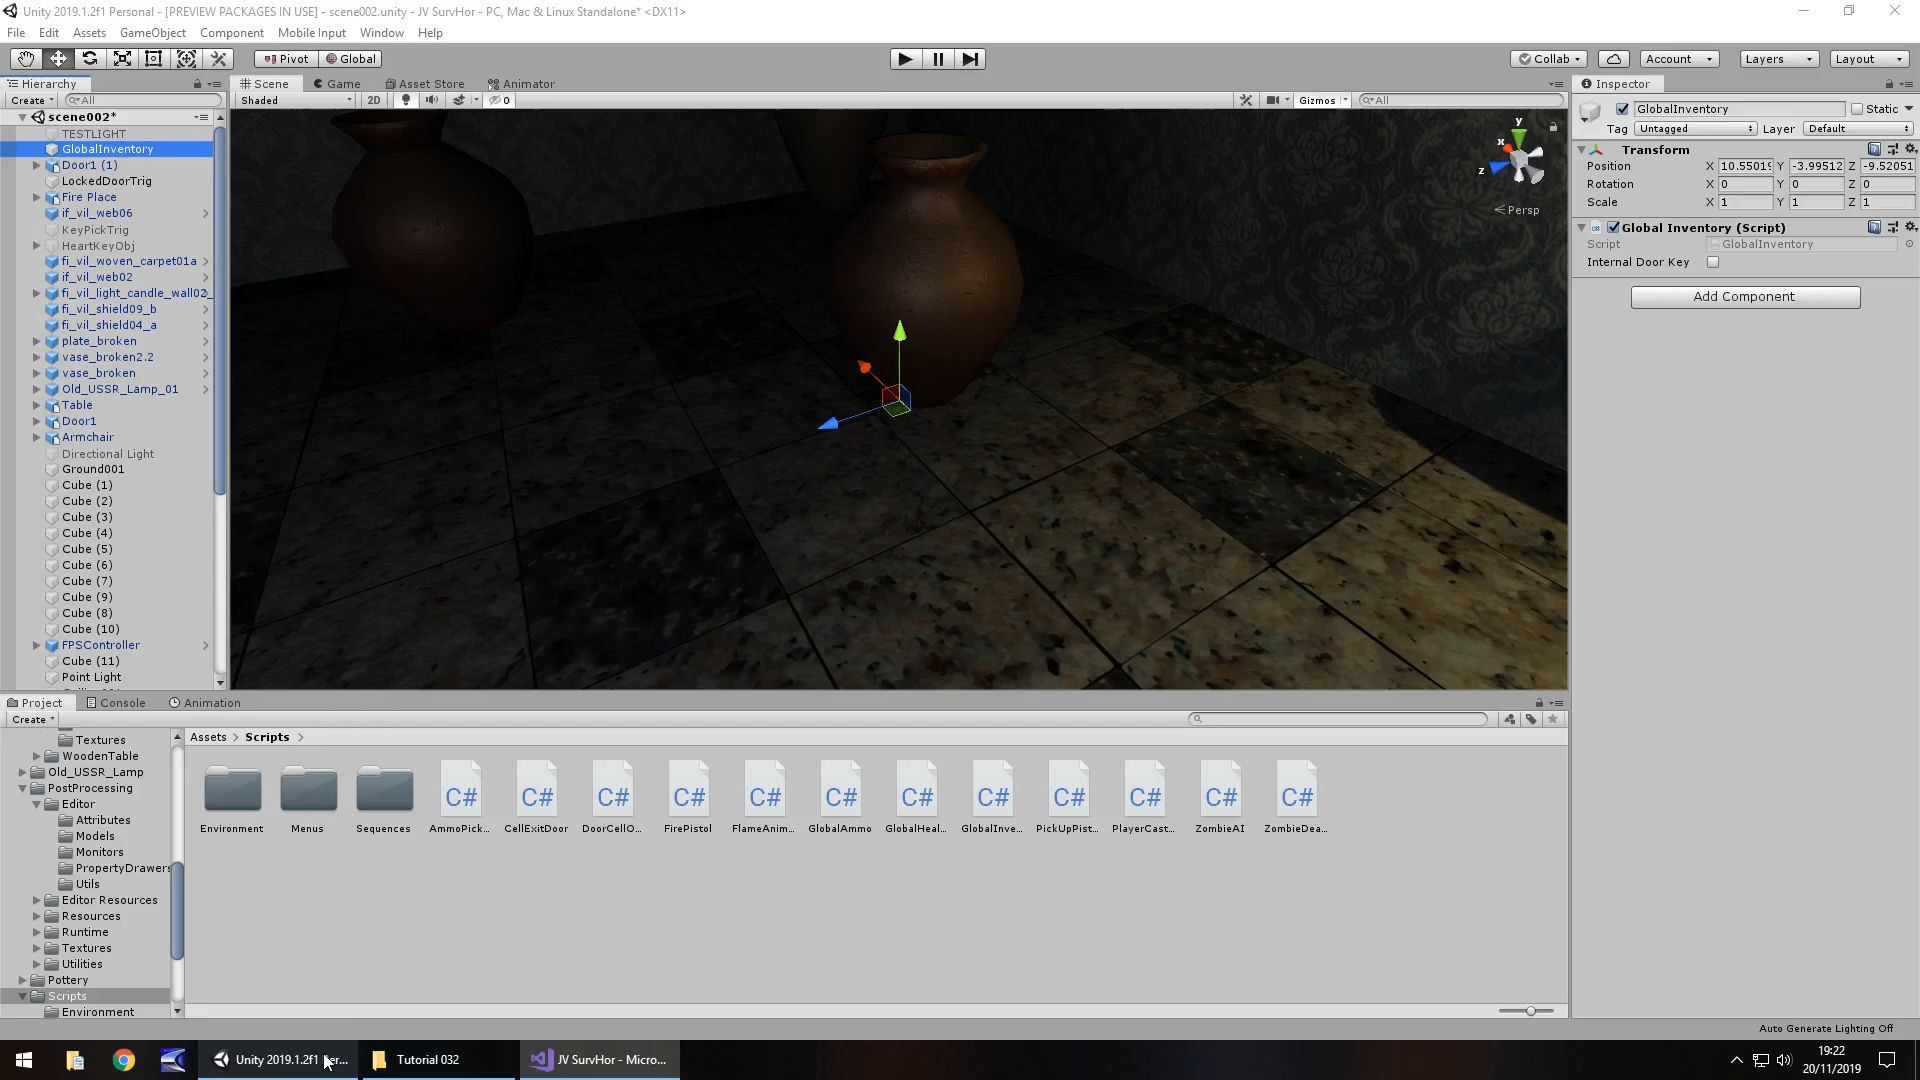 Unity 2019.1.2f1 Personal - [PREVIEW PACKAGES IN USE] - scene002.unity - JV SurvHor - PC, Mac & Linux Standalone* <DX11>
File Edit Assets GameObject Component Mobile Input Window Help
Pivot Global Collab Account Layers Layout
Hierarchy Scene Game Asset Store Animator Inspector
Create All Shaded 2D 0 Gizmos All
scene002*
TESTLIGHT
GlobalInventory
Door1 (1)
LockedDoorTrig
Fire Place
if_vil_web06
KeyPickTrig
HeartKeyObj
fi_vil_woven_carpet01a
if_vil_web02
fi_vil_light_candle_wall02_
fi_vil_shield09_b
fi_vil_shield04_a
plate_broken
vase_broken2.2
vase_broken
Old_USSR_Lamp_01
Table
Door1
Armchair
Directional Light
Ground001
Cube (1)
Cube (2)
Cube (3)
Cube (4)
Cube (5)
Cube (6)
Cube (7)
Cube (9)
Cube (8)
Cube (10)
FPSController
Cube (11)
Point Light
y
x
z
Persp
GlobalInventory Static
Tag Untagged Layer Default
Transform
Position X 10.5501 Y -3.99512 Z -9.52051
Rotation X 0 Y 0 Z 0
Scale X 1 Y 1 Z 1
Global Inventory (Script)
Script GlobalInventory
Internal Door Key
Add Component
Project Console Animation
Create
Assets > Scripts >
Textures
WoodenTable
Old_USSR_Lamp
PostProcessing
Editor
Attributes
Models
Monitors
PropertyDrawers
Utils
Editor Resources
Resources
Runtime
Textures
Utilities
Pottery
Scripts
Environment
C# C# C# C# C# C# C# C# C# C# C# C#
Environment Menus Sequences AmmoPick... CellExitDoor DoorCellO... FirePistol FlameAnim... GlobalAmmo GlobalHeal... GlobalInve... PickUpPist... PlayerCast... ZombieAI ZombieDea...
Auto Generate Lighting Off
Unity 2019.1.2f1 Per... Tutorial 032 JV SurvHor - Micro...
19:22
20/11/2019